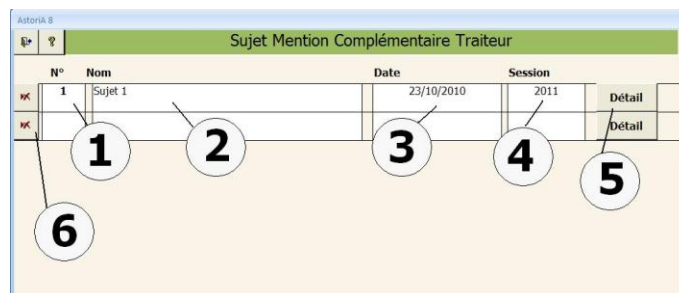 AstoriA 8
? Sujet Mention Complémentaire Traiteur
N° Nom Date Session
1 Sujet 1 23/10/2010 2011 Détail
Détail
1 2 3 4 5
6